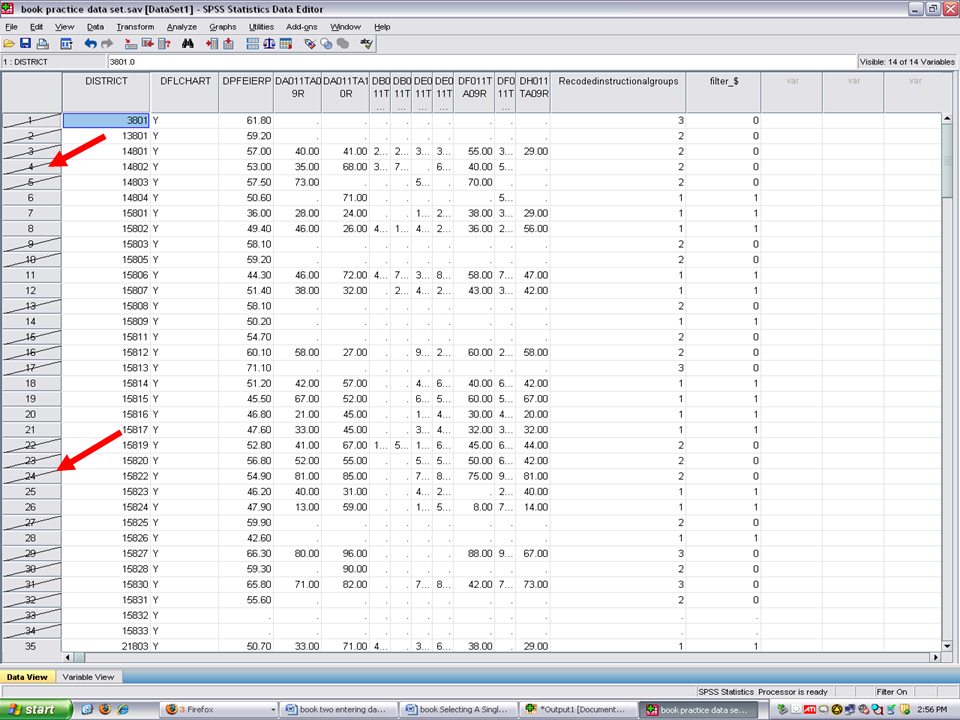 book practice data set.sav [DataSet1] - SPSS Statistics Data Editor
File Edit View Data Transform Analyze Graphs Utilities Add-ons Window Help
1 : DISTRICT 3801.0 Visible: 14 of 14 Variables
DISTRICT DFLCHART DPFEIERP DA011TA09R DA011TA10R DB011T... DB011T... DE011T... DE011T... DF011TA09R DF011T... DH011TA09R Recodedinstructionalgroups filter_$ var var var
1 3801 Y 61.80 . . . . . . . . . 3 0
2 13801 Y 59.20 . . . . . . . . . 2 0
3 14801 Y 57.00 40.00 41.00 2... 2... 3... 3... 55.00 3... 29.00 2 0
4 14802 Y 53.00 35.00 68.00 3... 7... . 6... 40.00 5... . 2 0
5 14803 Y 57.50 73.00 . . . 5... . 70.00 . . 2 0
6 14804 Y 50.60 . 71.00 . . . . . 5... . 1 1
7 15801 Y 36.00 28.00 24.00 . . 1... 2... 38.00 3... 29.00 1 1
8 15802 Y 49.40 46.00 26.00 4... 1... 4... 2... 36.00 2... 56.00 1 1
9 15803 Y 58.10 . . . . . . . . . 2 0
10 15805 Y 59.20 . . . . . . . . . 2 0
11 15806 Y 44.30 46.00 72.00 4... 7... 3... 8... 58.00 7... 47.00 1 1
12 15807 Y 51.40 38.00 32.00 . 2... 4... 2... 43.00 3... 42.00 1 1
13 15808 Y 58.10 . . . . . . . . . 2 0
14 15809 Y 50.20 . . . . . . . . . 1 1
15 15811 Y 54.70 . . . . . . . . . 2 0
16 15812 Y 60.10 58.00 27.00 . . 9... 2... 60.00 2... 58.00 2 0
17 15813 Y 71.10 . . . . . . . . . 3 0
18 15814 Y 51.20 42.00 57.00 . . 4... 6... 40.00 6... 42.00 1 1
19 15815 Y 45.50 67.00 52.00 . . 6... 5... 60.00 5... 67.00 1 1
20 15816 Y 46.80 21.00 45.00 . . 1... 4... 30.00 4... 20.00 1 1
21 15817 Y 47.60 33.00 45.00 . . 3... 4... 32.00 3... 32.00 1 1
22 15819 Y 52.80 41.00 67.00 1... 5... 1... 6... 45.00 6... 44.00 2 0
23 15820 Y 56.80 52.00 55.00 . . 5... 5... 50.00 6... 42.00 2 0
24 15822 Y 54.90 81.00 85.00 . . 7... 8... 75.00 9... 81.00 2 0
25 15823 Y 46.20 40.00 31.00 . . 4... 2... . 2... 40.00 1 1
26 15824 Y 47.90 13.00 59.00 . . 1... 5... 8.00 7... 14.00 1 1
27 15825 Y 59.90 . . . . . . . . . 2 0
28 15826 Y 42.60 . . . . . . . . . 1 1
29 15827 Y 66.30 80.00 96.00 . . . . 88.00 9... 67.00 3 0
30 15828 Y 59.30 . 90.00 . . . . . . . 2 0
31 15830 Y 65.80 71.00 82.00 . . 7... 8... 42.00 7... 73.00 3 0
32 15831 Y 55.60 . . . . . . . . . 2 0
33 15832 Y . . . . . . . . . . . .
34 15833 Y . . . . . . . . . . . .
35 21803 Y 50.70 33.00 71.00 4... . 3... 6... 38.00 . 29.00 1 1
Data View Variable View
SPSS Statistics Processor is ready Filter On
start 3 Firefox book two entering da... book Selecting A Singl... *Output1 [Document... book practice data se... ATI 2:56 PM